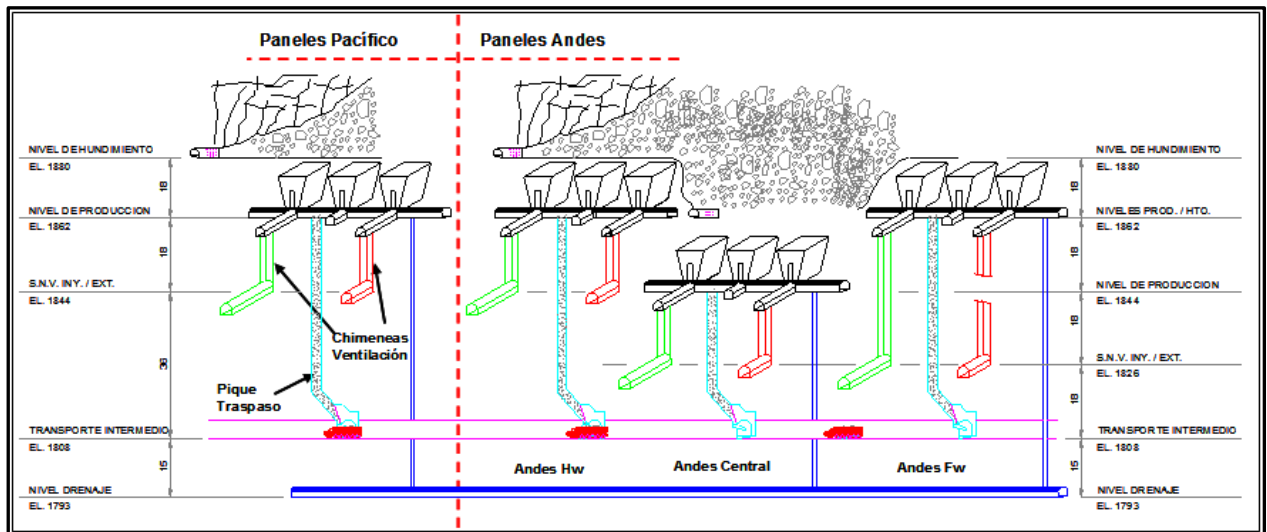 Paneles Pacífico
Paneles Andes
NIVEL DE HUNDIMIENTO
EL. 1880
18
NIVEL DE PRODUCCION
EL. 1862
18
S.N.V. INY. / EXT.
EL. 1844
36
TRANSPORTE INTERMEDIO
EL. 1808
15
NIVEL DRENAJE
EL. 1793
Chimeneas
Ventilación
Pique
Traspaso
Andes Hw
Andes Central
Andes Fw
NIVEL DE HUNDIMIENTO
EL. 1880
18
NIVELES PROD. / HTO.
EL. 1862
18
NIVEL DE PRODUCCION
EL. 1844
18
S.N.V. INY. / EXT.
EL. 1826
18
TRANSPORTE INTERMEDIO
EL. 1808
15
NIVEL DRENAJE
EL. 1793